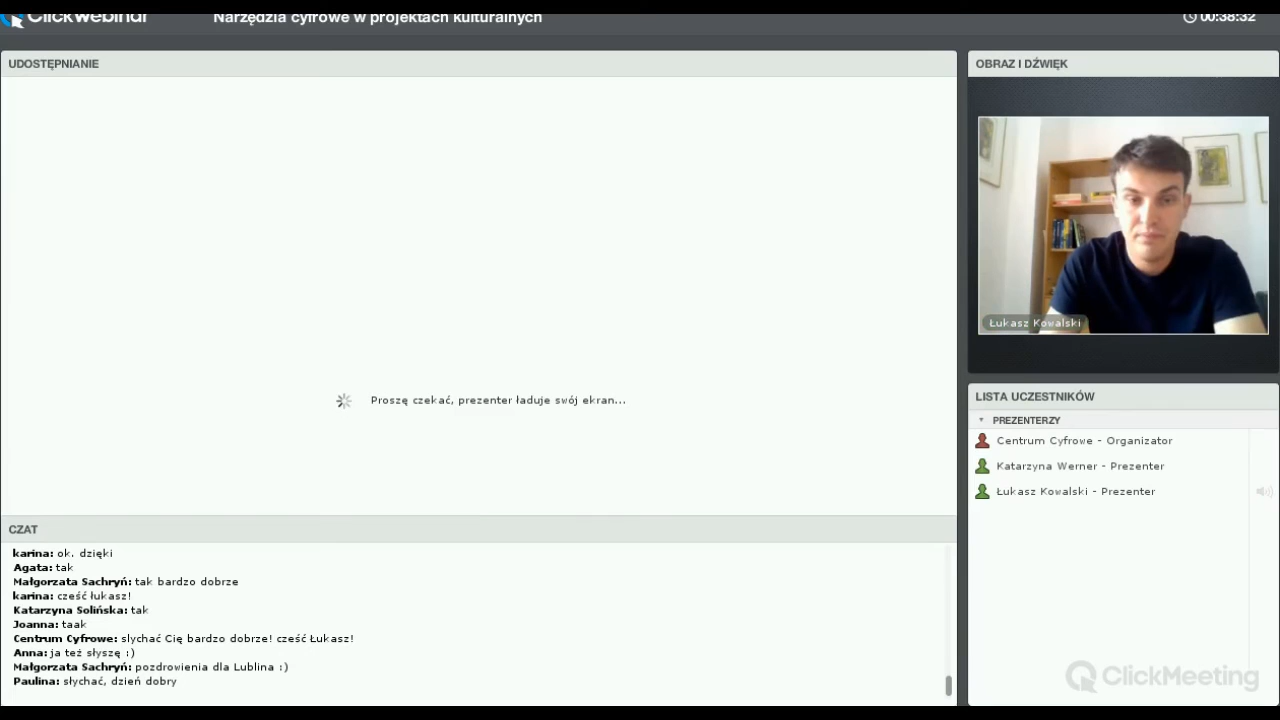 ClickWebinar
Narzędzia cyfrowe w projektach kulturalnych
00:38:32
UDOSTĘPNIANIE
Proszę czekać, prezenter ładuje swój ekran...
CZAT
karina: ok. dzięki
Agata: tak
Małgorzata Sachryń: tak bardzo dobrze
karina: cześć łukasz!
Katarzyna Solińska: tak
Joanna: taak
Centrum Cyfrowe: slychać Cię bardzo dobrze! cześć Łukasz!
Anna: ja też słyszę :)
Małgorzata Sachryń: pozdrowienia dla Lublina :)
Paulina: słychać, dzień dobry
OBRAZ I DŹWIĘK
Łukasz Kowalski
LISTA UCZESTNIKÓW
PREZENTERZY
Centrum Cyfrowe - Organizator
Katarzyna Werner - Prezenter
Łukasz Kowalski - Prezenter
ClickMeeting